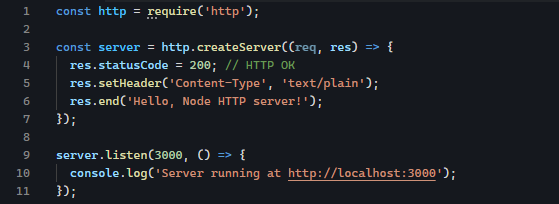 1 const http = require('http');
2
3 const server = http.createServer((req, res) => {
4   res.statusCode = 200; // HTTP OK
5   res.setHeader('Content-Type', 'text/plain');
6   res.end('Hello, Node HTTP server!');
7 });
8
9 server.listen(3000, () => {
10   console.log('Server running at http://localhost:3000');
11 });